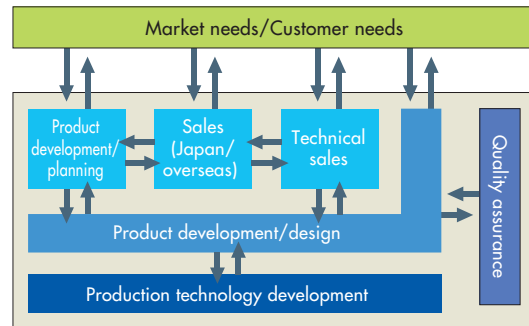 Market needs/Customer needs
Product
development/
planning
Sales
(Japan/
overseas)
Technical
sales
Quality assurance
Product development/design
Production technology development